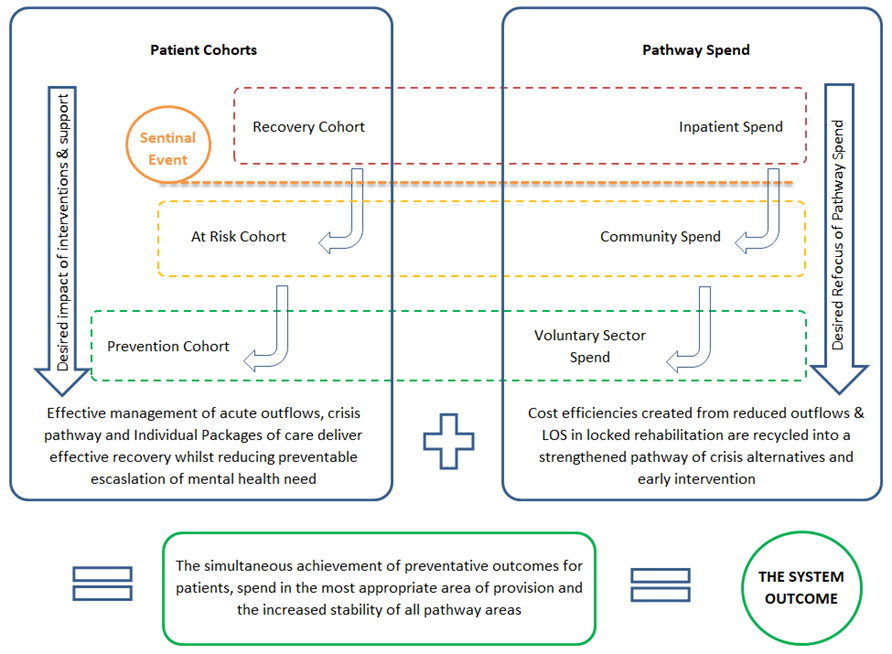 Patient Cohorts
Pathway Spend
Desired impact of interventions & support
Desired Refocus of Pathway Spend
Sentinal
Event
Recovery Cohort
Inpatient Spend
At Risk Cohort
Community Spend
Prevention Cohort
Voluntary Sector
Spend
Effective management of acute outflows, crisis
pathway and Individual Packages of care deliver
effective recovery whilst reducing preventable
escaslation of mental health need
Cost efficiencies created from reduced outflows &
LOS in locked rehabilitation are recycled into a
strengthened pathway of crisis alternatives and
early intervention
The simultaneous achievement of preventative outcomes for
patients, spend in the most appropriate area of provision and
the increased stability of all pathway areas
THE SYSTEM
OUTCOME